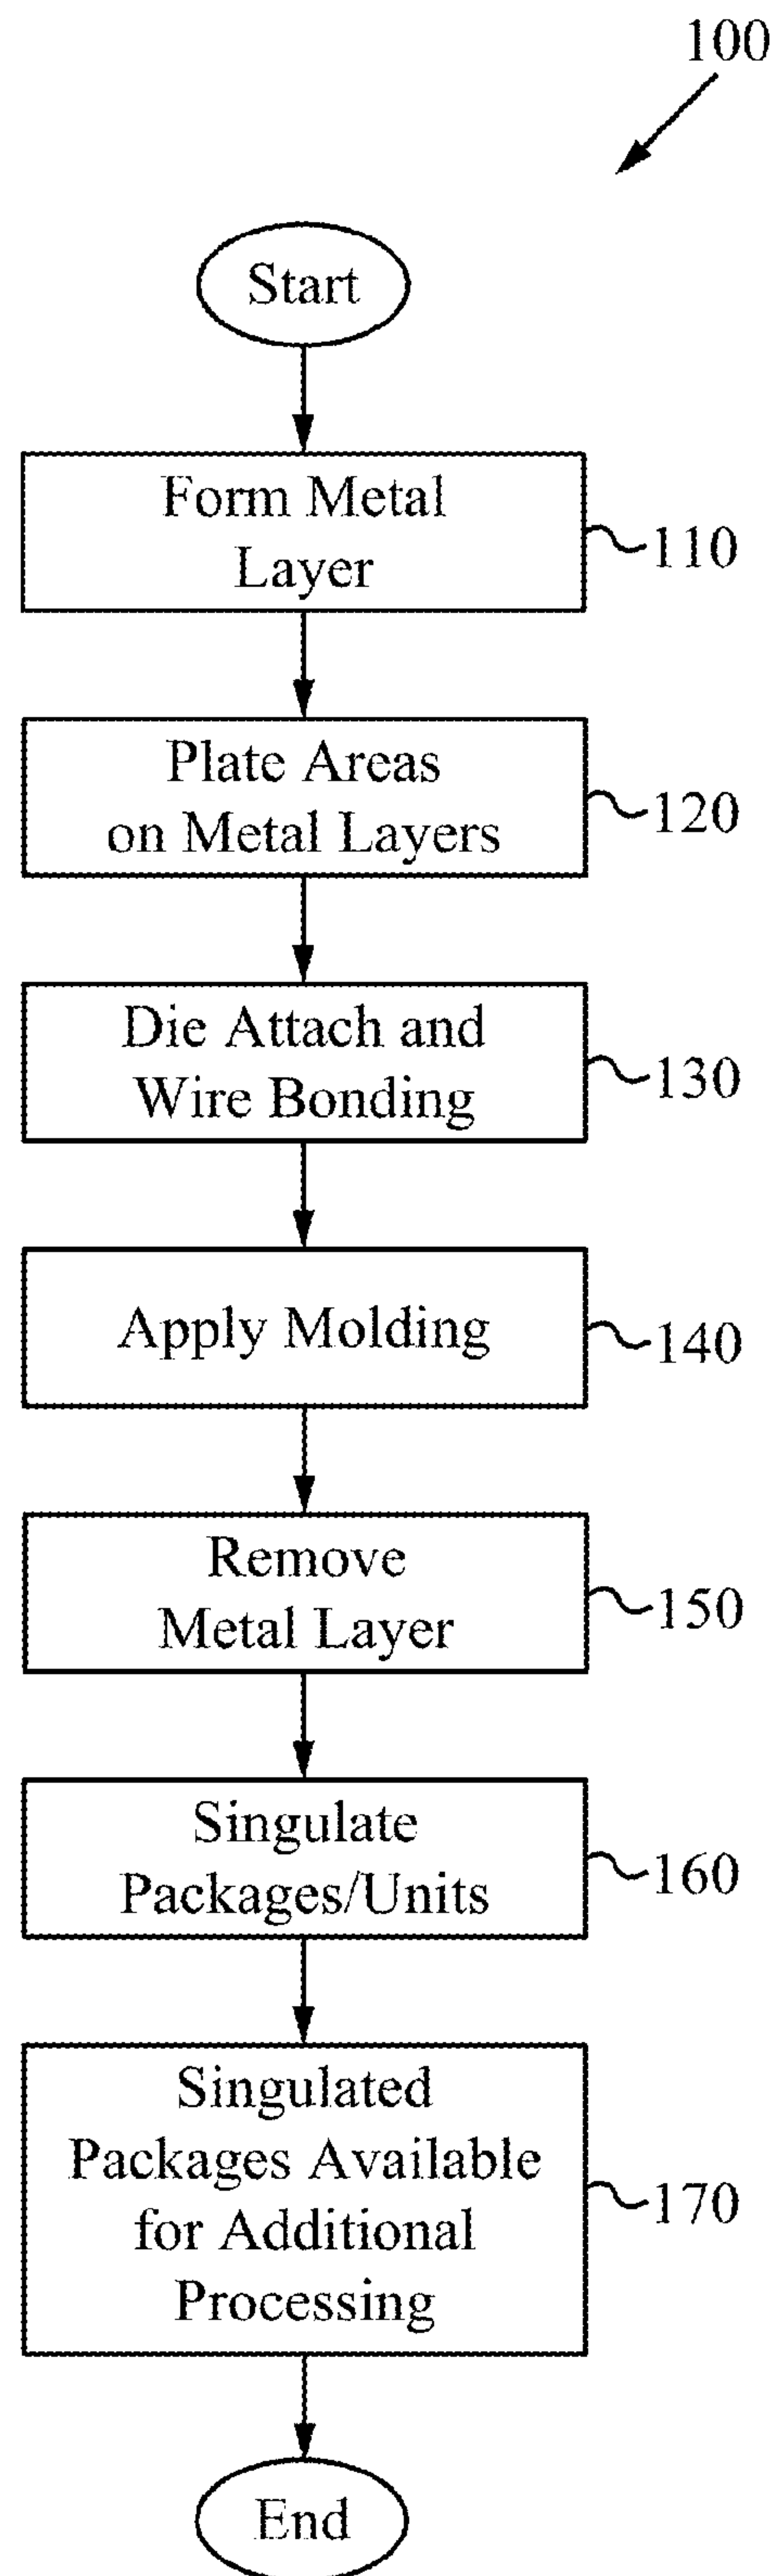 100
Start
Form Metal
Layer
110
Plate Areas
on Metal Layers
120
Die Attach and
Wire Bonding
130
Apply Molding
140
Remove
Metal Layer
150
Singulate
Packages/Units
160
Singulated
Packages Available
for Additional
Processing
170
End